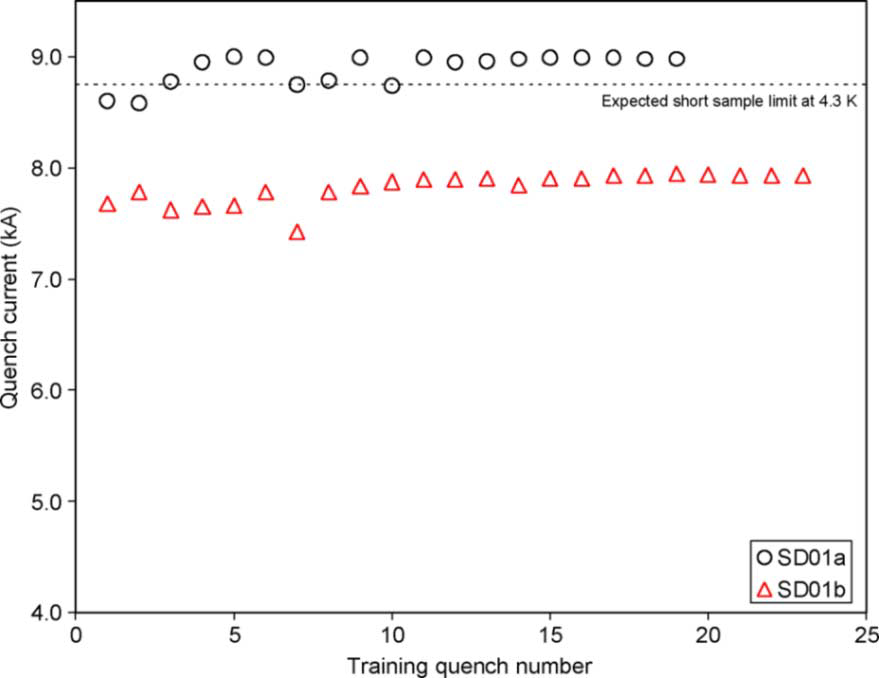 9.0
8.0
7.0
6.0
5.0
4.0
Quench current (kA)
Expected short sample limit at 4.3 K
SD01a
SD01b
0 5 10 15 20 25
Training quench number